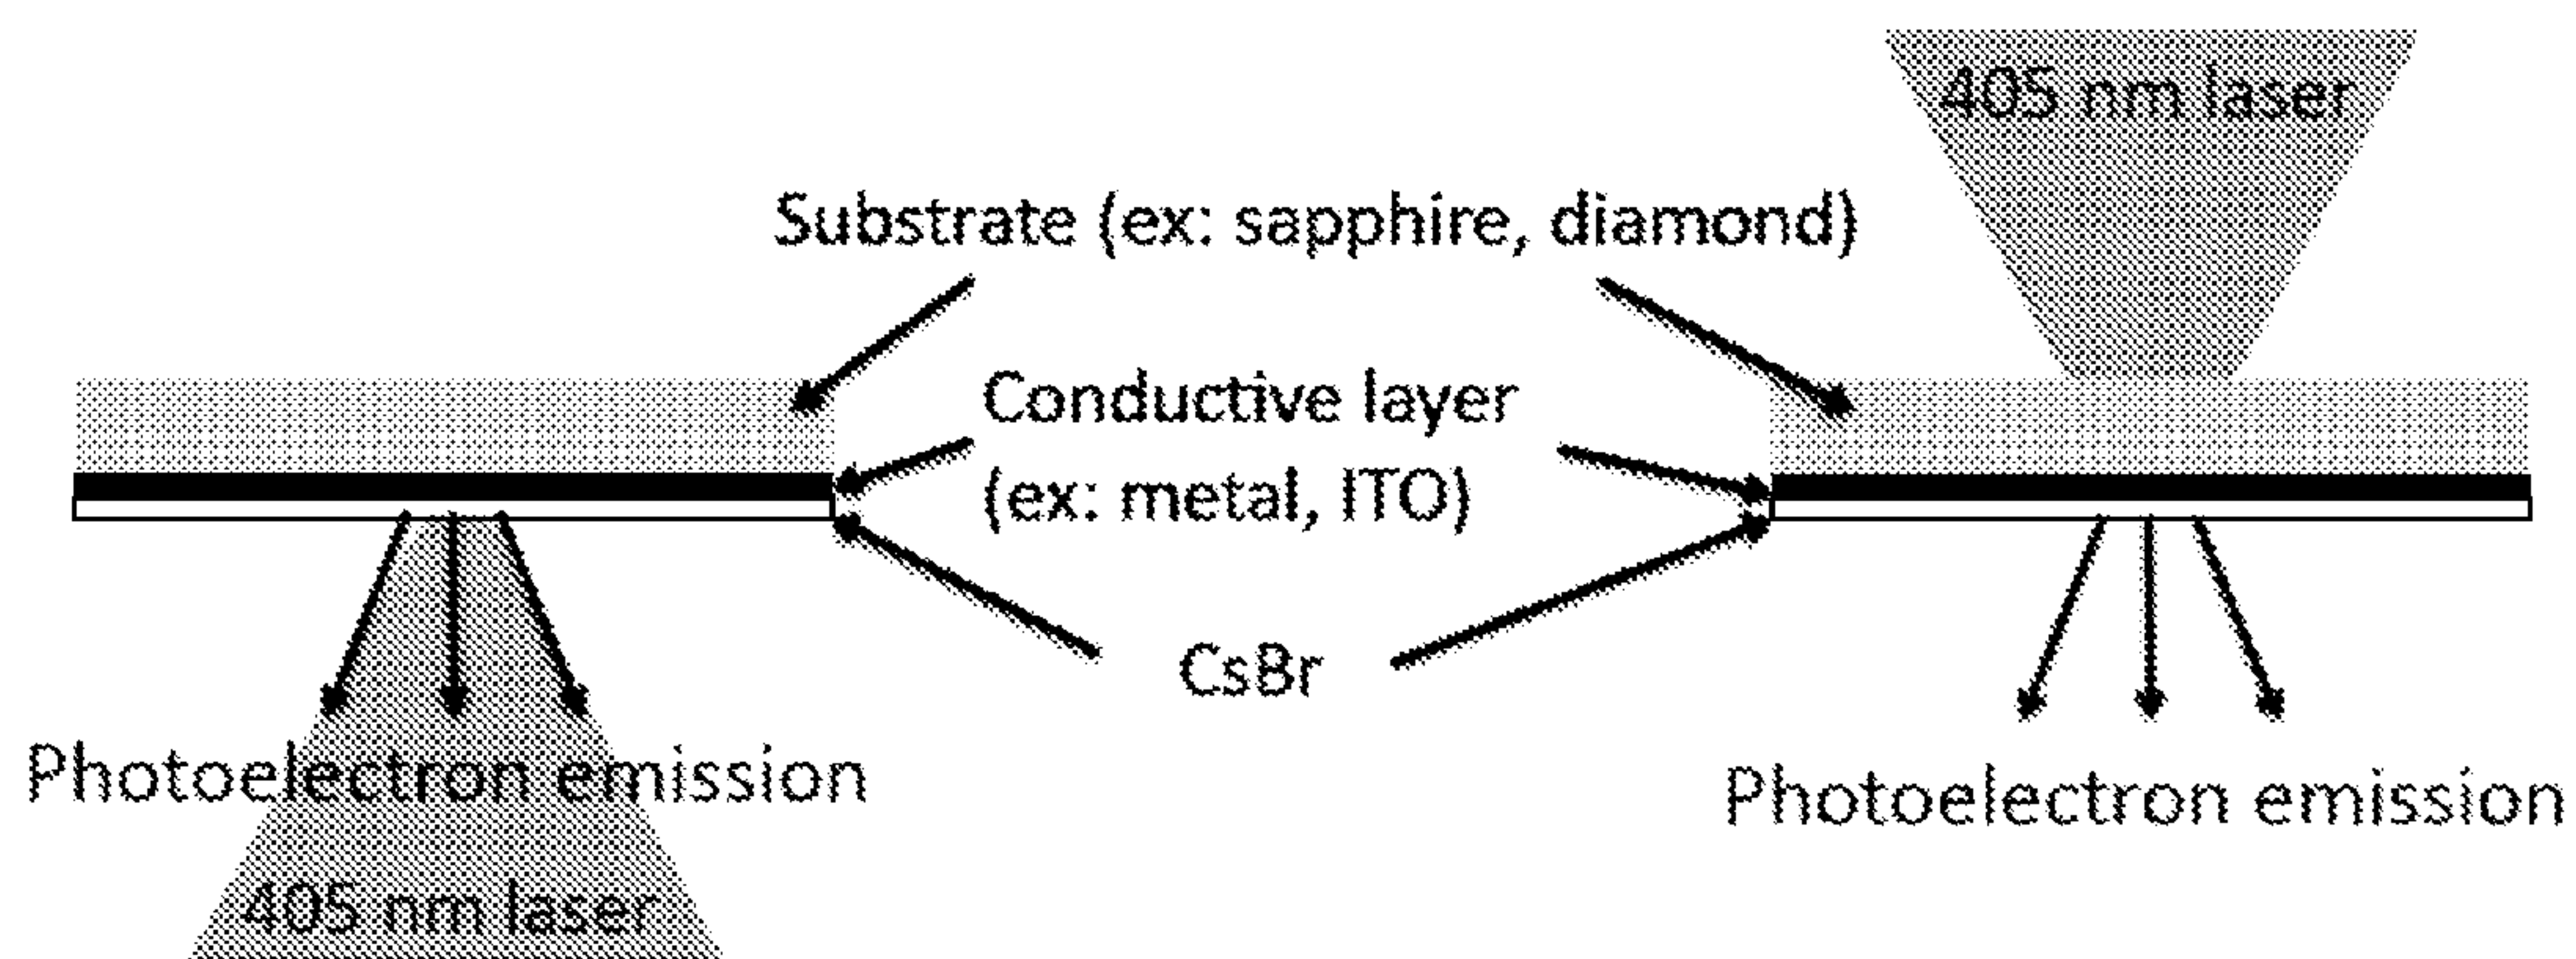 405 nm laser
Substrate (ex: sapphire, diamond)
Conductive layer
(ex: metal, ITO)
CsBr
Photoelectron emission
Photoelectron emission
405 nm laser